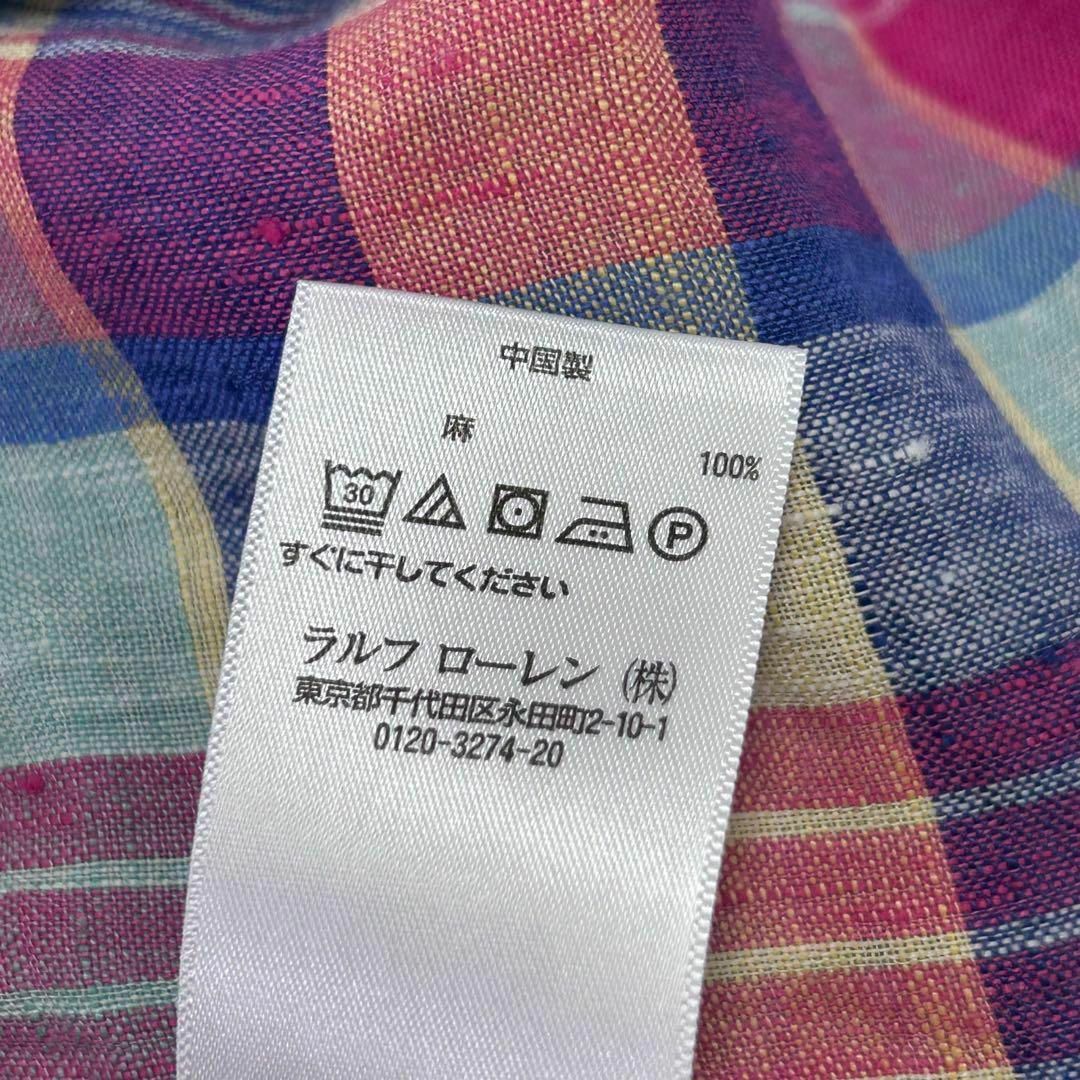 中国製
麻 100%
30 P
すぐに干してください
ラルフ ローレン (株)
東京都千代田区永田町2-10-1
0120-3274-20